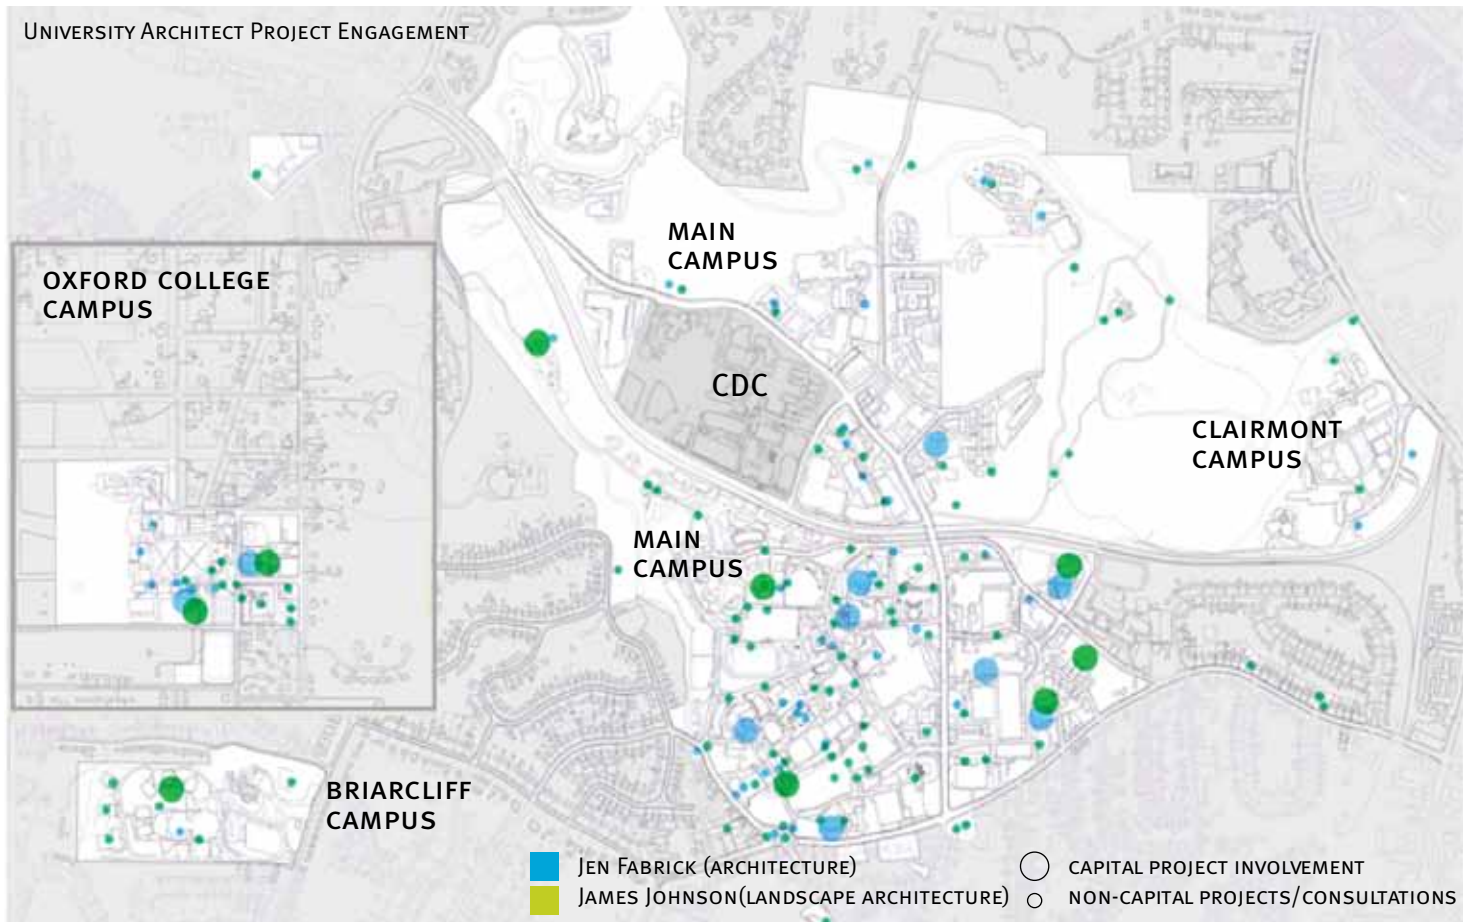 UNIVERSITY ARCHITECT PROJECT ENGAGEMENT
MAIN
CAMPUS
OXFORD COLLEGE
CAMPUS
CDC
CLAIRMONT
CAMPUS
MAIN
CAMPUS
BRIARCLIFF
CAMPUS
JEN FABRICK (ARCHITECTURE)
JAMES JOHNSON(LANDSCAPE ARCHITECTURE)
CAPITAL PROJECT INVOLVEMENT
NON-CAPITAL PROJECTS/CONSULTATIONS